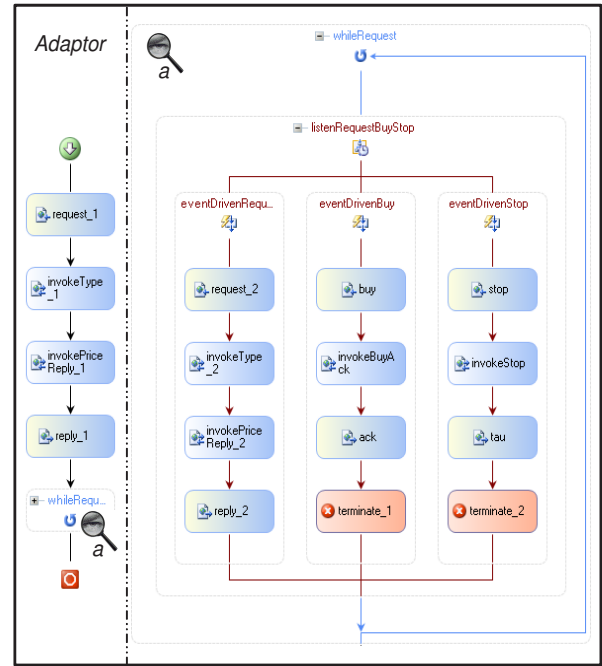 Adaptor
request_1
invokeType
_1
invokePrice
Reply_1
reply_1
whileRequ...
a
a
whileRequest
listenRequestBuyStop
eventDrivenRequ...
request_2
invokeType
_2
invokePrice
Reply_2
reply_2
eventDrivenBuy
buy
invokeBuyA
ck
ack
terminate_1
eventDrivenStop
stop
invokeStop
tau
terminate_2